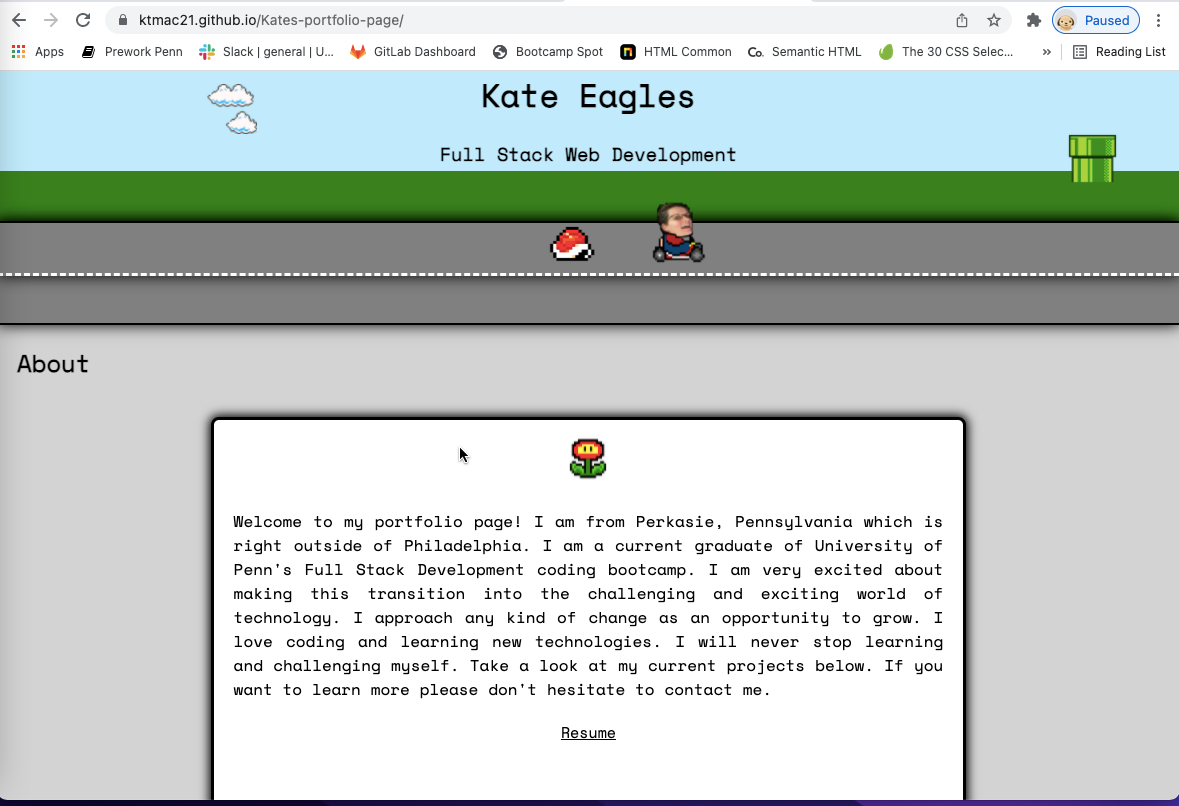 ktmac21.github.io/Kates-portfolio-page/
Paused
Apps
Prework Penn
Slack | general | U...
GitLab Dashboard
Bootcamp Spot
HTML Common
Co. Semantic HTML
The 30 CSS Selec...
»
Reading List
Kate Eagles
Full Stack Web Development
About
Welcome to my portfolio page! I am from Perkasie, Pennsylvania which is
right outside of Philadelphia. I am a current graduate of University of
Penn's Full Stack Development coding bootcamp. I am very excited about
making this transition into the challenging and exciting world of
technology. I approach any kind of change as an opportunity to grow. I
love coding and learning new technologies. I will never stop learning
and challenging myself. Take a look at my current projects below. If you
want to learn more please don't hesitate to contact me.
Resume